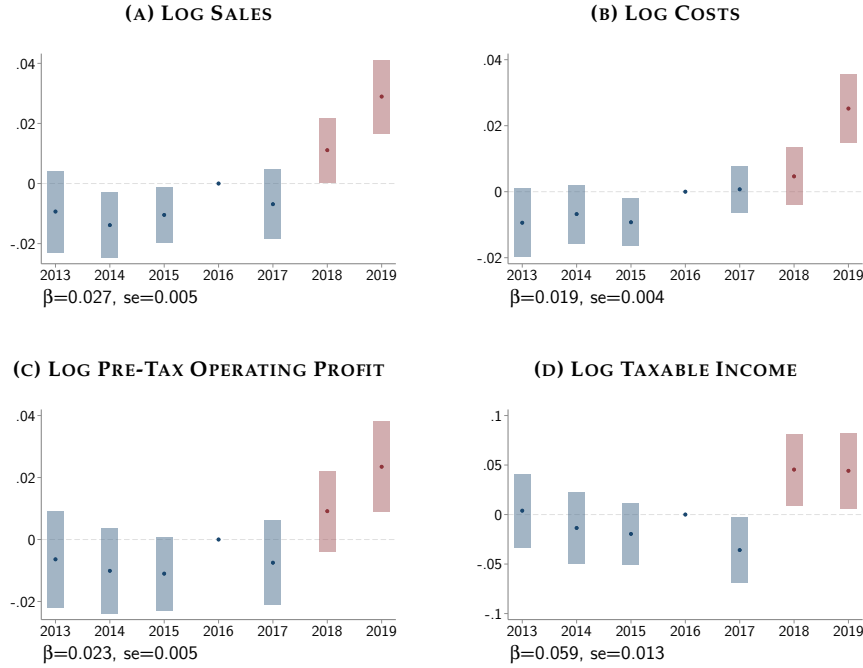 (A) LOG SALES
.04
.02
0
-.02
2013 2014 2015 2016 2017 2018 2019
β=0.027, se=0.005
(B) LOG COSTS
.04
.02
0
-.02
2013 2014 2015 2016 2017 2018 2019
β=0.019, se=0.004
(C) LOG PRE-TAX OPERATING PROFIT
.04
.02
0
-.02
2013 2014 2015 2016 2017 2018 2019
β=0.023, se=0.005
(D) LOG TAXABLE INCOME
.1
.05
0
-.05
-.1
2013 2014 2015 2016 2017 2018 2019
β=0.059, se=0.013